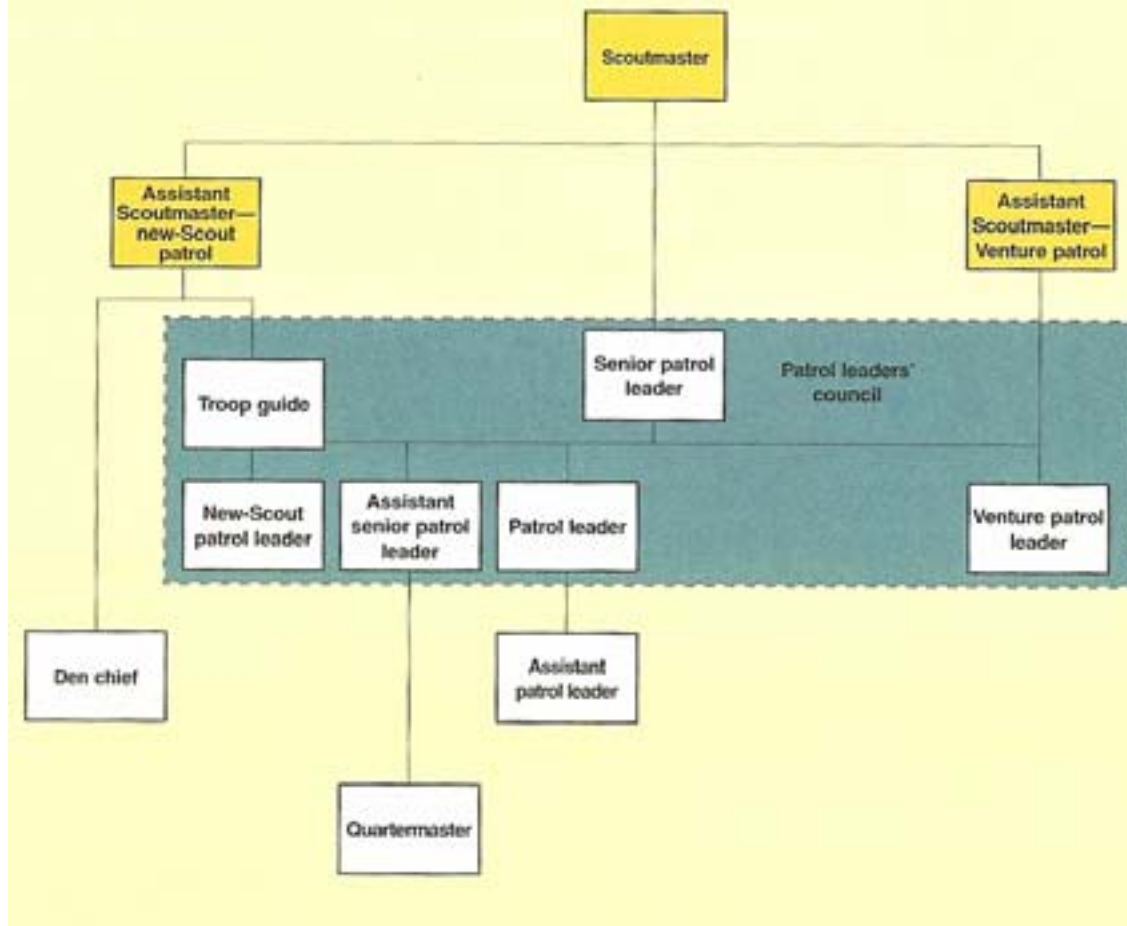 Scoutmaster
Assistant
Scoutmaster—
new-Scout
patrol
Assistant
Scoutmaster—
Venture patrol
Troop guide
Senior patrol
leader
Patrol leaders'
council
New-Scout
patrol leader
Assistant
senior patrol
leader
Patrol leader
Venture patrol
leader
Den chief
Assistant
patrol leader
Quartermaster